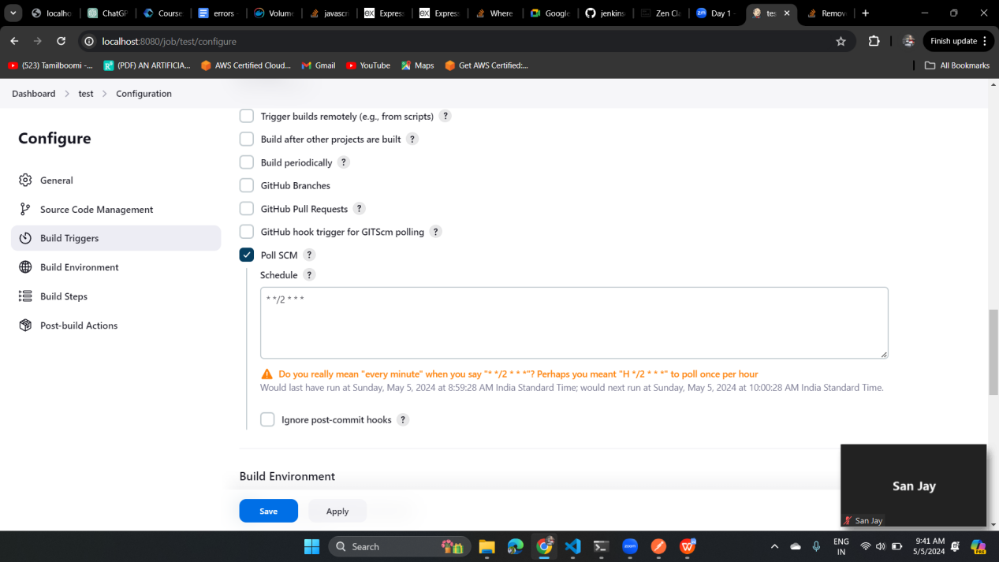 localho
ChatGP
Course
errors -
Volume
javascr
Express
Express
Where
Google
jenkins-
Zen Cla
Day 1 -
tes
Remov
localhost:8080/job/test/configure
Finish update
(523) Tamilboomi -...
(PDF) AN ARTIFICIA...
AWS Certified Cloud...
Gmail
YouTube
Maps
Get AWS Certified:...
All Bookmarks
Dashboard > test > Configuration
Configure
General
Source Code Management
Build Triggers
Build Environment
Build Steps
Post-build Actions
Trigger builds remotely (e.g., from scripts) ?
Build after other projects are built ?
Build periodically ?
GitHub Branches
GitHub Pull Requests ?
GitHub hook trigger for GITScm polling ?
Poll SCM ?
Schedule ?
* */2 * * *
Do you really mean "every minute" when you say "* */2 * * *"? Perhaps you meant "H */2 * * *" to poll once per hour
Would last have run at Sunday, May 5, 2024 at 8:59:28 AM India Standard Time; would next run at Sunday, May 5, 2024 at 10:00:28 AM India Standard Time.
Ignore post-commit hooks ?
Build Environment
Save
Apply
San Jay
San Jay
Search
zoom
ENG
IN
9:41 AM
5/5/2024
PRE